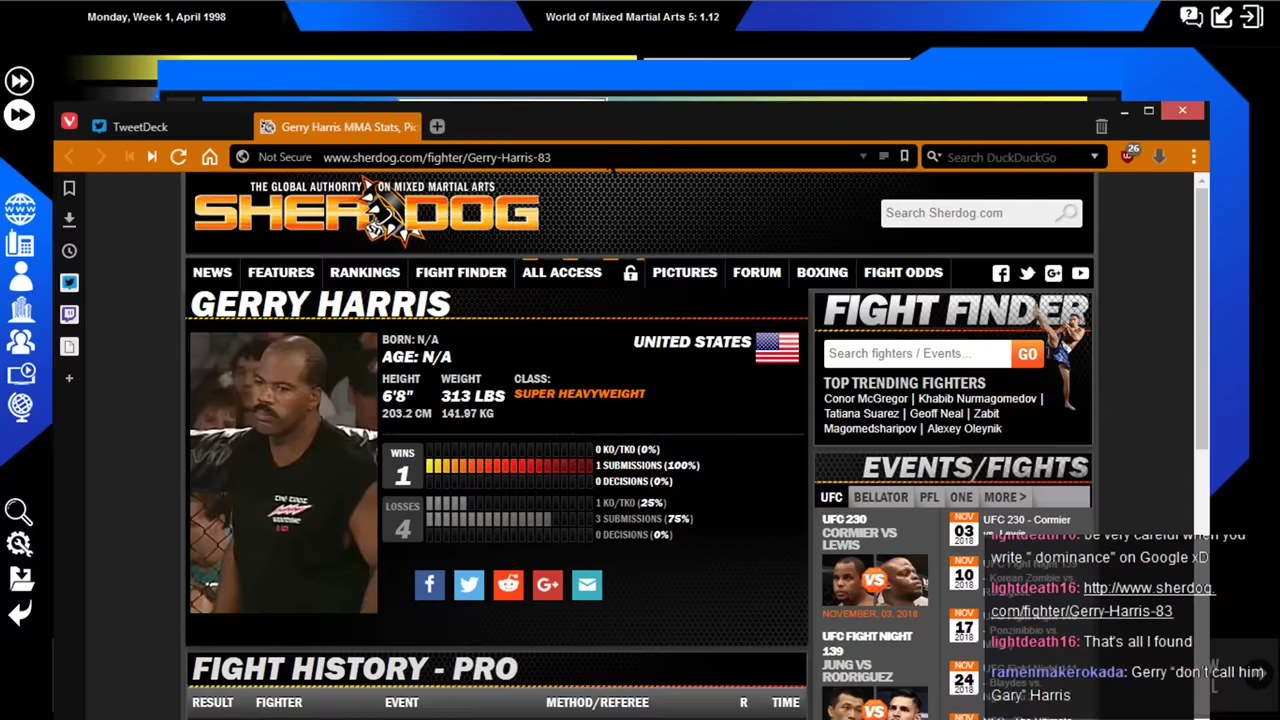 Monday, Week 1, April 1998
World of Mixed Martial Arts 5: 1.12
TweetDeck
Gerry Harris MMA Stats, Pic
Not Secure
www.sherdog.com/fighter/Gerry-Harris-83
Search DuckDuckGo
26
THE GLOBAL AUTHORITY ON MIXED MARTIAL ARTS
SHERDOG
Search Sherdog.com
NEWS
FEATURES
RANKINGS
FIGHT FINDER
ALL ACCESS
PICTURES
FORUM
BOXING
FIGHT ODDS
GERRY HARRIS
BORN: N/A
AGE: N/A
UNITED STATES
HEIGHT
WEIGHT
CLASS:
6'8"
313 LBS
SUPER HEAVYWEIGHT
203.2 CM
141.97 KG
WINS
1
0 KO/TKO (0%)
1 SUBMISSIONS (100%)
0 DECISIONS (0%)
LOSSES
4
1 KO/TKO (25%)
3 SUBMISSIONS (75%)
0 DECISIONS (0%)
FIGHT HISTORY - PRO
RESULT
FIGHTER
EVENT
METHOD/REFEREE
R
TIME
FIGHT FINDER
Search fighters / Events...
GO
TOP TRENDING FIGHTERS
Conor McGregor | Khabib Nurmagomedov |
Tatiana Suarez | Geoff Neal | Zabit
Magomedsharipov | Alexey Oleynik
EVENTS/FIGHTS
UFC
BELLATOR
PFL
ONE
MORE >
UFC 230
CORMIER VS
LEWIS
VS
NOVEMBER, 03, 2018
UFC FIGHT NIGHT
139
JUNG VS
RODRIGUEZ
VS
NOV
03
2018
UFC 230 - Cormier
NOV
10
2018
NOV
17
2018
NOV
24
2018
lightdeath16: be very careful when you
write " dominance" on Google xD
lightdeath16: http://www.sherdog.
com/fighter/Gerry-Harris-83
lightdeath16: That's all I found
ramenmakerokada: Gerry “don't call him
Gary” Harris